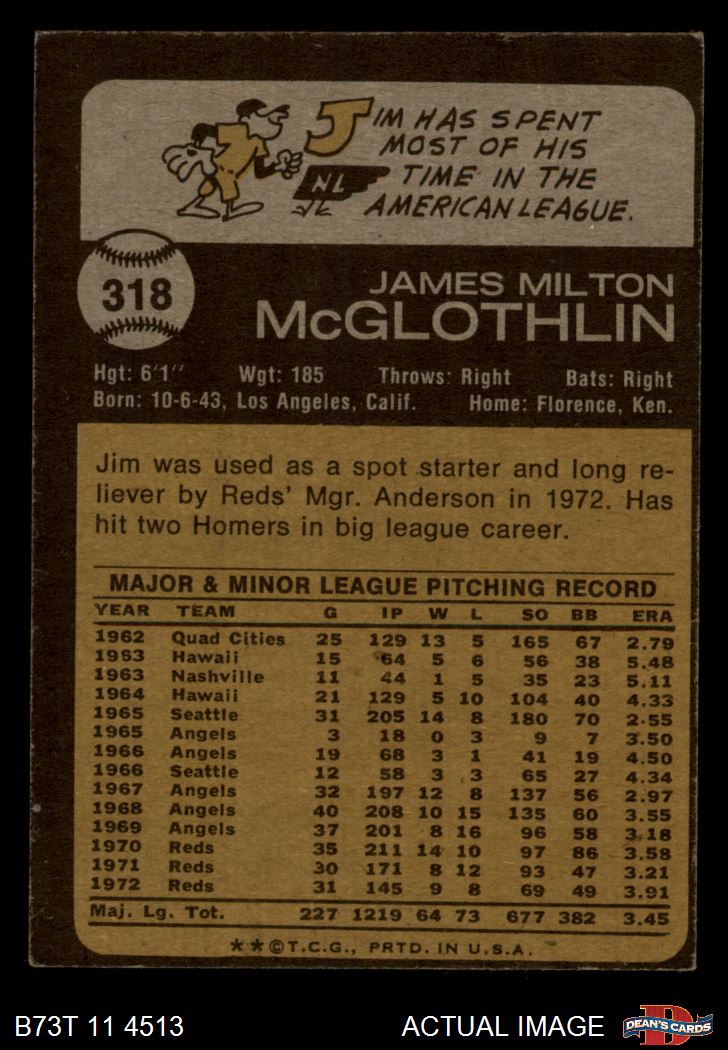 JIM HAS SPENT
MOST OF HIS
TIME IN THE
NL
AMERICAN LEAGUE.
318
JAMES MILTON
McGLOTHLIN
Hgt: 6'1" Wgt: 185 Throws: Right Bats: Right
Born: 10-6-43, Los Angeles, Calif. Home: Florence, Ken.
Jim was used as a spot starter and long re-
liever by Reds' Mgr. Anderson in 1972. Has
hit two Homers in big league career.
MAJOR & MINOR LEAGUE PITCHING RECORD
YEAR TEAM G IP W L SO BB ERA
1962 Quad Cities 25 129 13 5 165 67 2.79
1963 Hawaii 15 64 5 6 56 38 5.48
1963 Nashville 11 44 1 5 35 23 5.11
1964 Hawaii 21 129 5 10 104 40 4.33
1965 Seattle 31 205 14 8 180 70 2.55
1965 Angels 3 18 0 3 9 7 3.50
1966 Angels 19 68 3 1 41 19 4.50
1966 Seattle 12 58 3 3 65 27 4.34
1967 Angels 32 197 12 8 137 56 2.97
1968 Angels 40 208 10 15 135 60 3.55
1969 Angels 37 201 8 16 96 58 3.18
1970 Reds 35 211 14 10 97 86 3.58
1971 Reds 30 171 8 12 93 47 3.21
1972 Reds 31 145 9 8 69 49 3.91
Maj. Lg. Tot. 227 1219 64 73 677 382 3.45
**©T.C.G., PRTD. IN U.S.A.
B73T 11 4513 ACTUAL IMAGE D DEAN'S CARDS